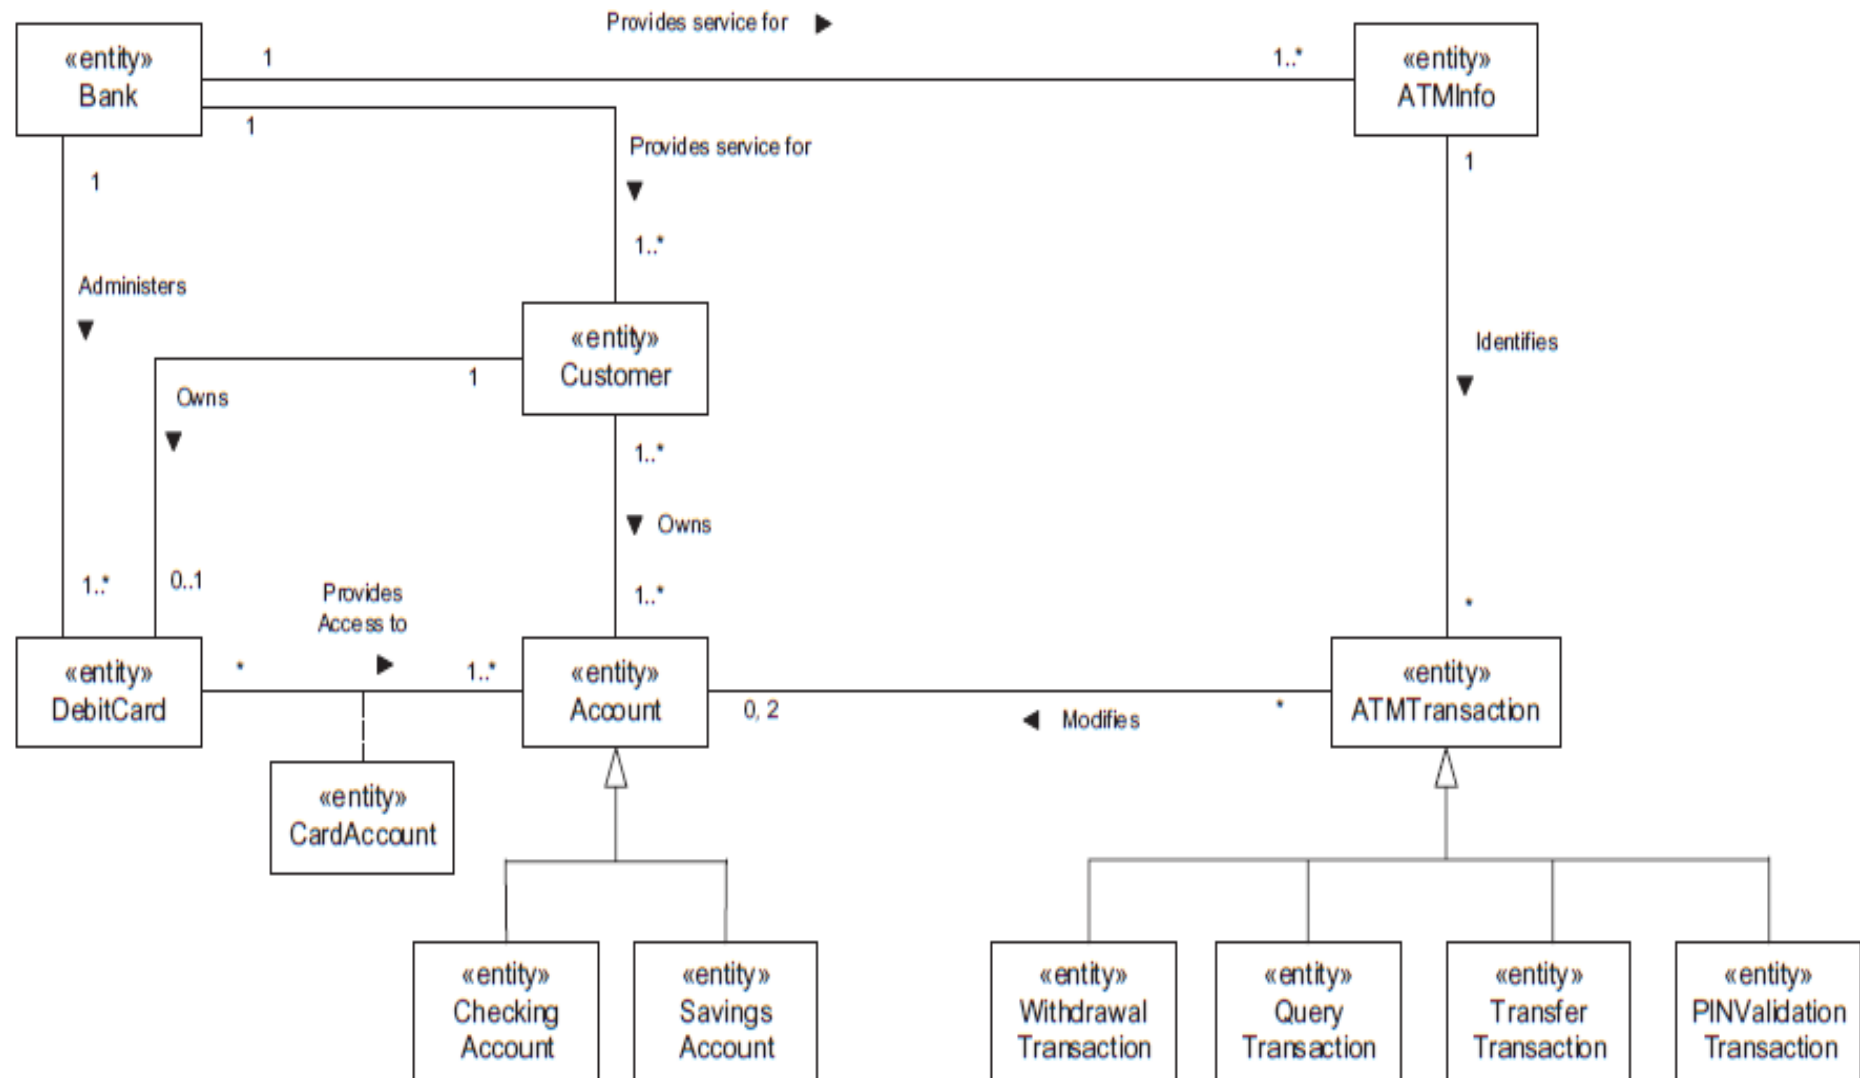 Provides service for
«entity»
Bank
1
1..*
«entity»
ATMInfo
1
Provides service for
1
1
1..*
Administers
Identifies
«entity»
Customer
1
Owns
1..*
Owns
1..*
0..1
Provides
Access to
1..*
*
«entity»
DebitCard
*
1..*
«entity»
Account
0, 2
Modifies
*
«entity»
ATMTransaction
«entity»
CardAccount
«entity»
Checking
Account
«entity»
Savings
Account
«entity»
Withdrawal
Transaction
«entity»
Query
Transaction
«entity»
Transfer
Transaction
«entity»
PINValidation
Transaction